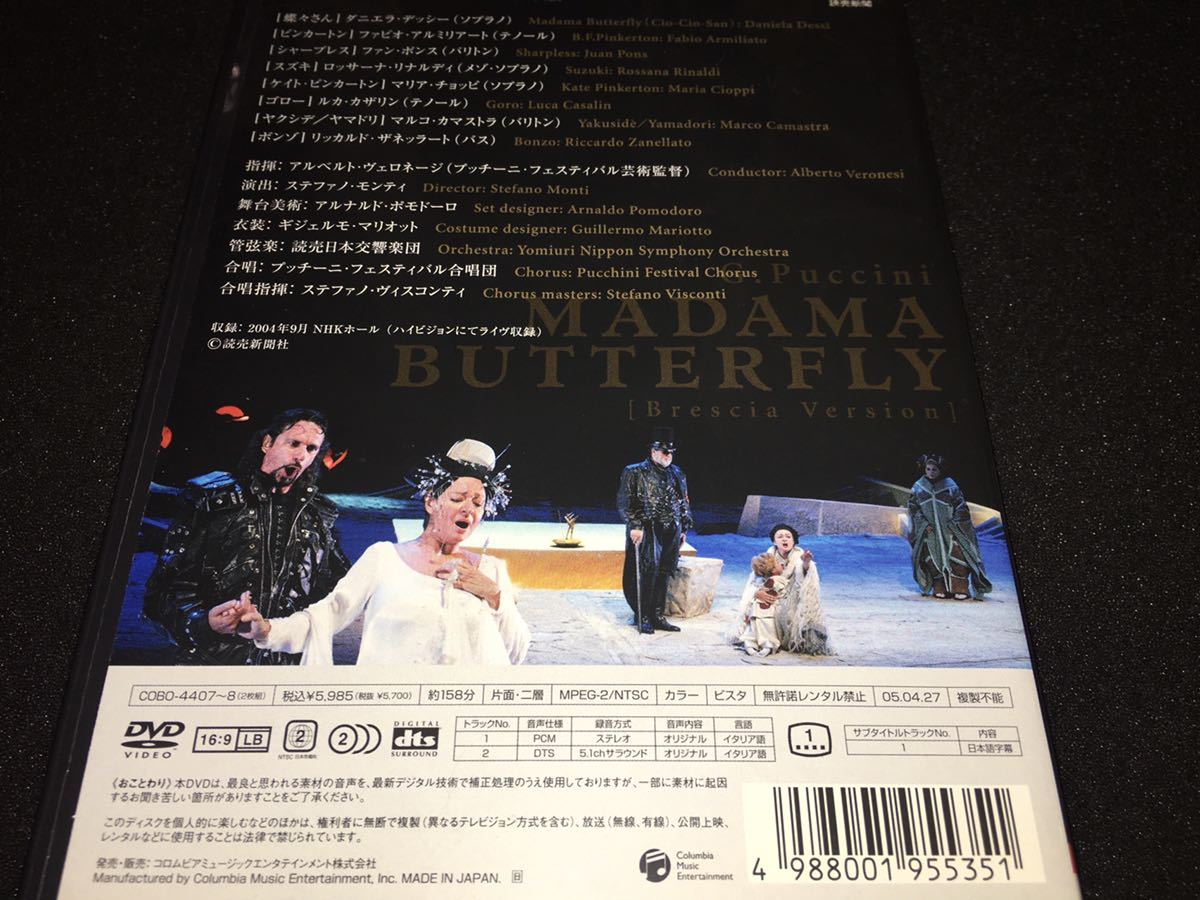 読売新聞
[蝶々さん] ダニエラ・デッシー (ソプラノ) Madama Butterfly (Cio-Cio-San): Daniela Dessì
[ピンカートン] ファビオ・アルミリアート (テノール) B.F.Pinkerton: Fabio Armiliato
[シャープレス] ファン・ポンス (バリトン) Sharpless: Juan Pons
[スズキ] ロッサーナ・リナルディ (メゾ・ソプラノ) Suzuki: Rossana Rinaldi
[ケイト・ピンカートン] マリア・チョッピ (ソプラノ) Kate Pinkerton: Maria Cioppi
[ゴロー] ルカ・カザリン (テノール) Goro: Luca Casalin
[ヤクシデ/ヤマドリ] マルコ・カマストラ (バリトン) Yakusidè/Yamadori: Marco Camastra
[ボンゾ] リッカルド・ザネッラート (バス) Bonzo: Riccardo Zanellato
指揮: アルベルト・ヴェロネージ (プッチーニ・フェスティバル芸術監督) Conductor: Alberto Veronesi
演出: ステファノ・モンティ Director: Stefano Monti
舞台美術: アルナルド・ポモドーロ Set designer: Arnaldo Pomodoro
衣装: ギジェルモ・マリオット Costume designer: Guillermo Mariotto
管弦楽: 読売日本交響楽団 Orchestra: Yomiuri Nippon Symphony Orchestra
合唱: プッチーニ・フェスティバル合唱団 Chorus: Pucchini Festival Chorus
合唱指揮: ステファノ・ヴィスコンティ Chorus masters: Stefano Visconti
収録: 2004年9月 NHKホール (ハイビジョンにてライヴ収録)
©読売新聞社
G.Puccini
MADAMA
BUTTERFLY
[Brescia Version]
COBO-4407〜8 (2枚組) 税込¥5,985 (税抜 ¥5,700) 約158分 片面・二層 MPEG-2/NTSC カラー ビスタ 無許諾レンタル禁止 05.04.27 複製不能
DVD VIDEO 16:9 LB 2 NTSC 日本市場向 2 DIGITAL dts SURROUND
トラックNo. 音声仕様 録音方式 音声内容 言語
1 PCM ステレオ オリジナル イタリア語
2 DTS 5.1chサラウンド オリジナル イタリア語
1
サブタイトルトラックNo. 内容
1 日本語字幕
《おことわり》本DVDは、最良と思われる素材の音声を、最新デジタル技術で補正処理のうえ使用しておりますが、一部に素材に起因
するお聞き苦しい箇所がありますことをご了承ください。
このディスクを個人的に楽しむなどのほかは、権利者に無断で複製(異なるテレビジョン方式を含む)、放送(無線、有線)、公開上映、
レンタルなどに使用することは法律で禁じられています。
発売・販売: コロムビアミュージックエンタテインメント株式会社
Manufactured by Columbia Music Entertainment, Inc. MADE IN JAPAN. 日
Columbia
Music
Entertainment
4 988001 955351